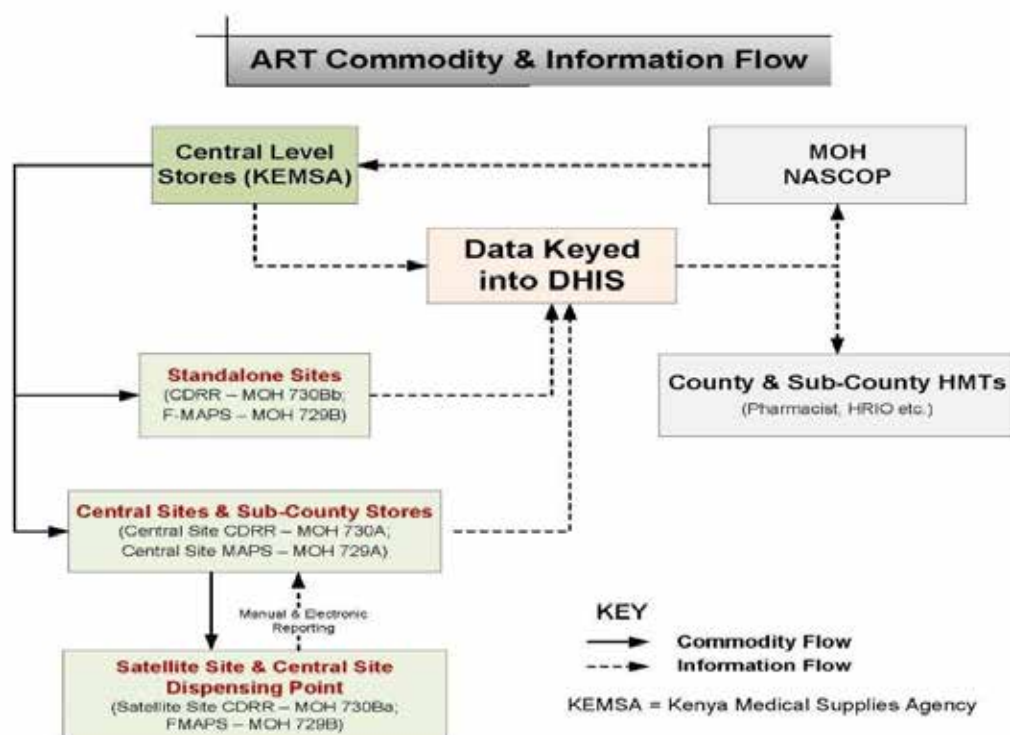 ART Commodity & Information Flow
Central Level
Stores (KEMSA)
MOH
NASCOP
Data Keyed
into DHIS
Standalone Sites
(CDRR – MOH 730Bb;
F-MAPS – MOH 729B)
County & Sub-County HMTs
(Pharmacist, HRIO etc.)
Central Sites & Sub-County Stores
(Central Site CDRR – MOH 730A;
Central Site MAPS – MOH 729A)
Manual & Electronic
Reporting
Satellite Site & Central Site
Dispensing Point
(Satellite Site CDRR – MOH 730Ba;
FMAPS – MOH 729B)
KEY
Commodity Flow
Information Flow
KEMSA = Kenya Medical Supplies Agency